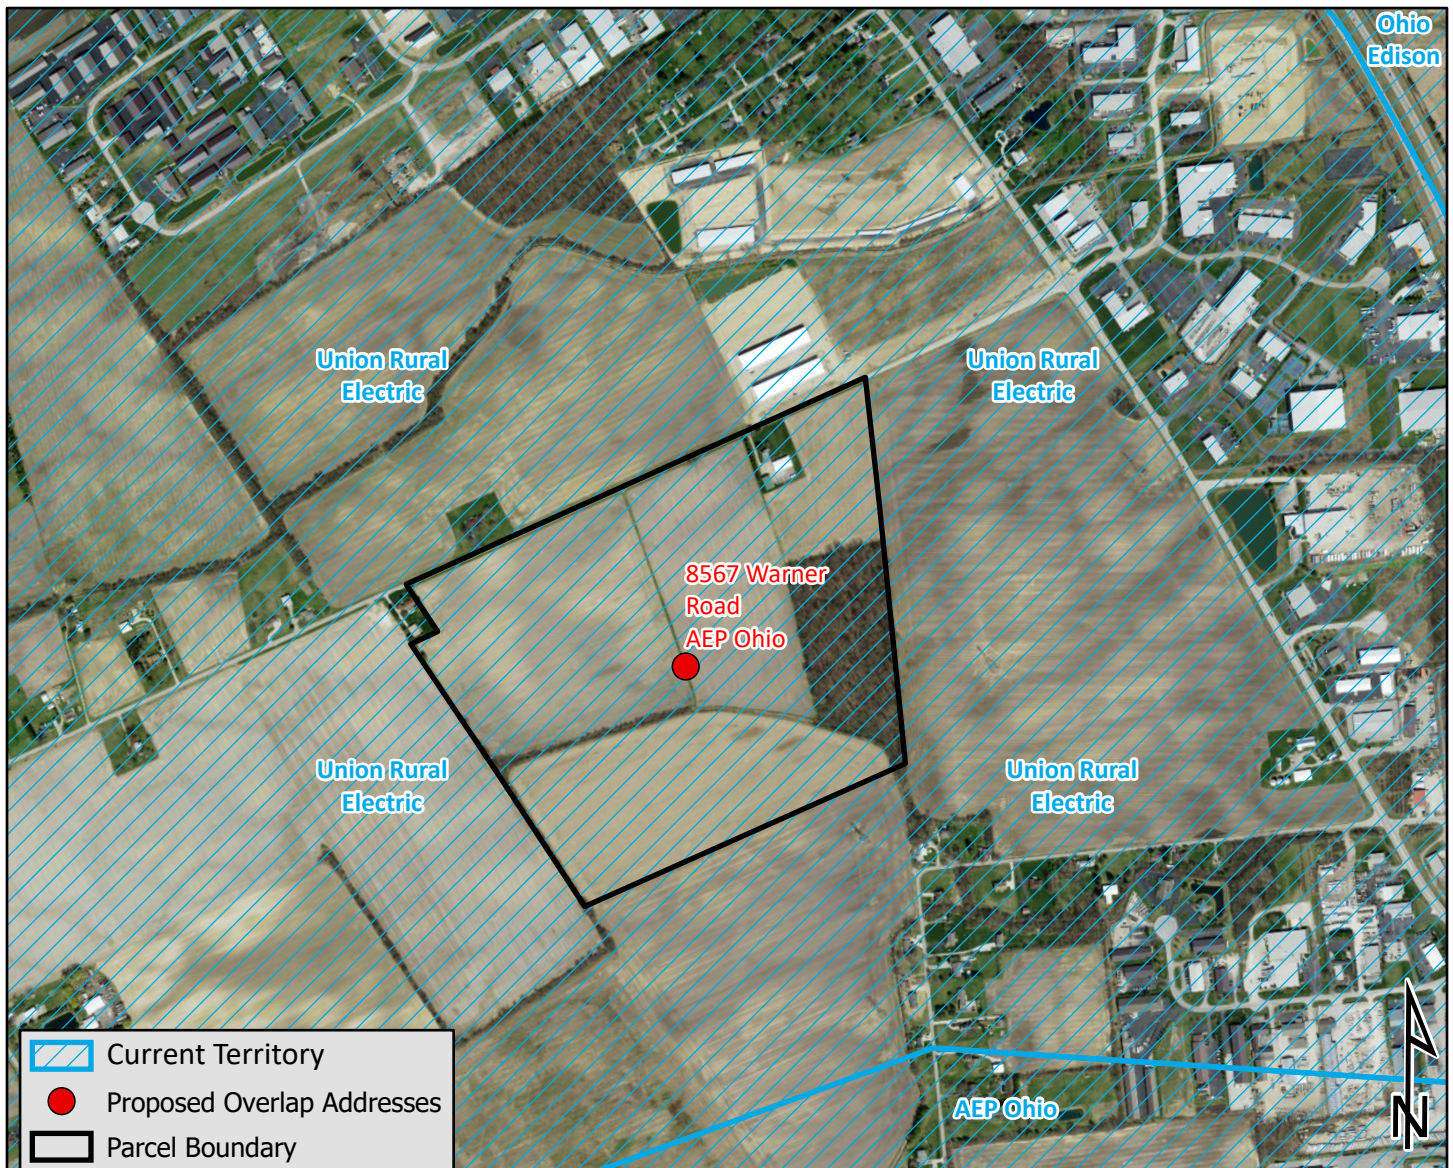 Ohio
Edison
Union Rural
Electric
Union Rural
Electric
8567 Warner
Road
AEP Ohio
Union Rural
Electric
Union Rural
Electric
AEP Ohio
Current Territory
Proposed Overlap Addresses
Parcel Boundary
N